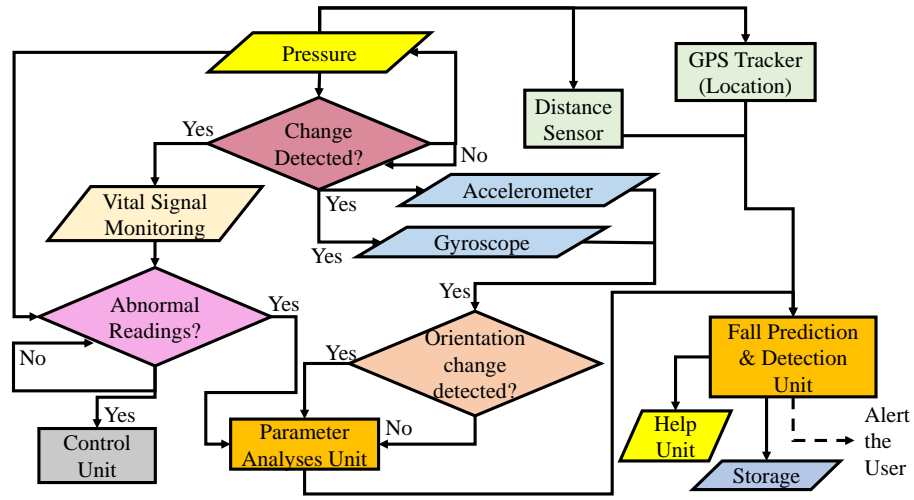 Pressure
GPS Tracker
(Location)
Distance
Sensor
Yes
Change
Detected?
No
Vital Signal
Monitoring
Yes
Accelerometer
Yes
Gyroscope
Abnormal
Readings?
Yes
No
Yes
Yes
Orientation
change
detected?
Yes
No
Fall Prediction
& Detection
Unit
Control
Unit
Parameter
Analyses Unit
Help
Unit
Storage
Alert
the
User